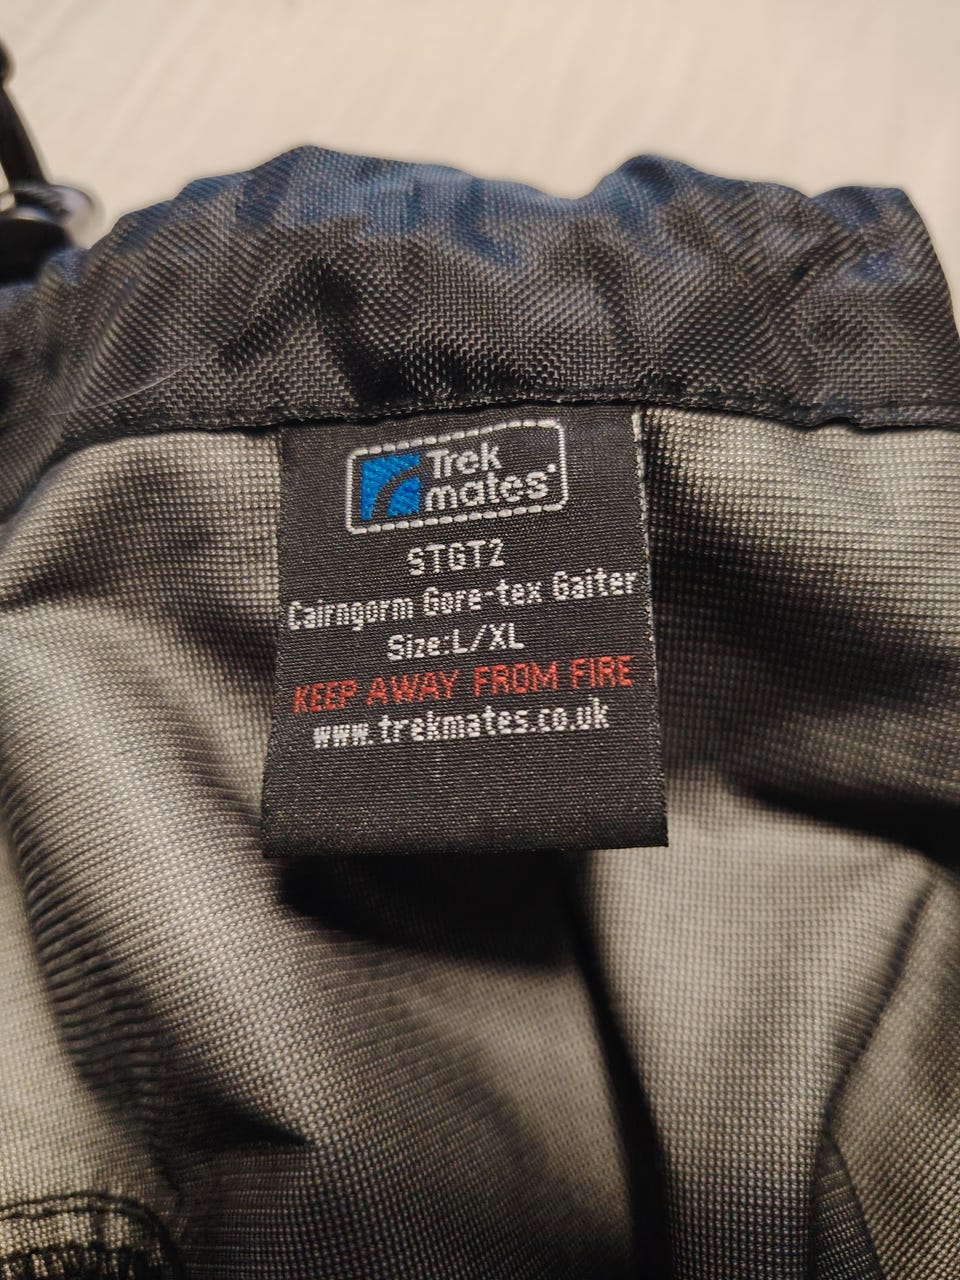 Trek
mates
STGT2
Cairngorm Gore-tex Gaiter
Size:L/XL
KEEP AWAY FROM FIRE
www.trekmates.co.uk